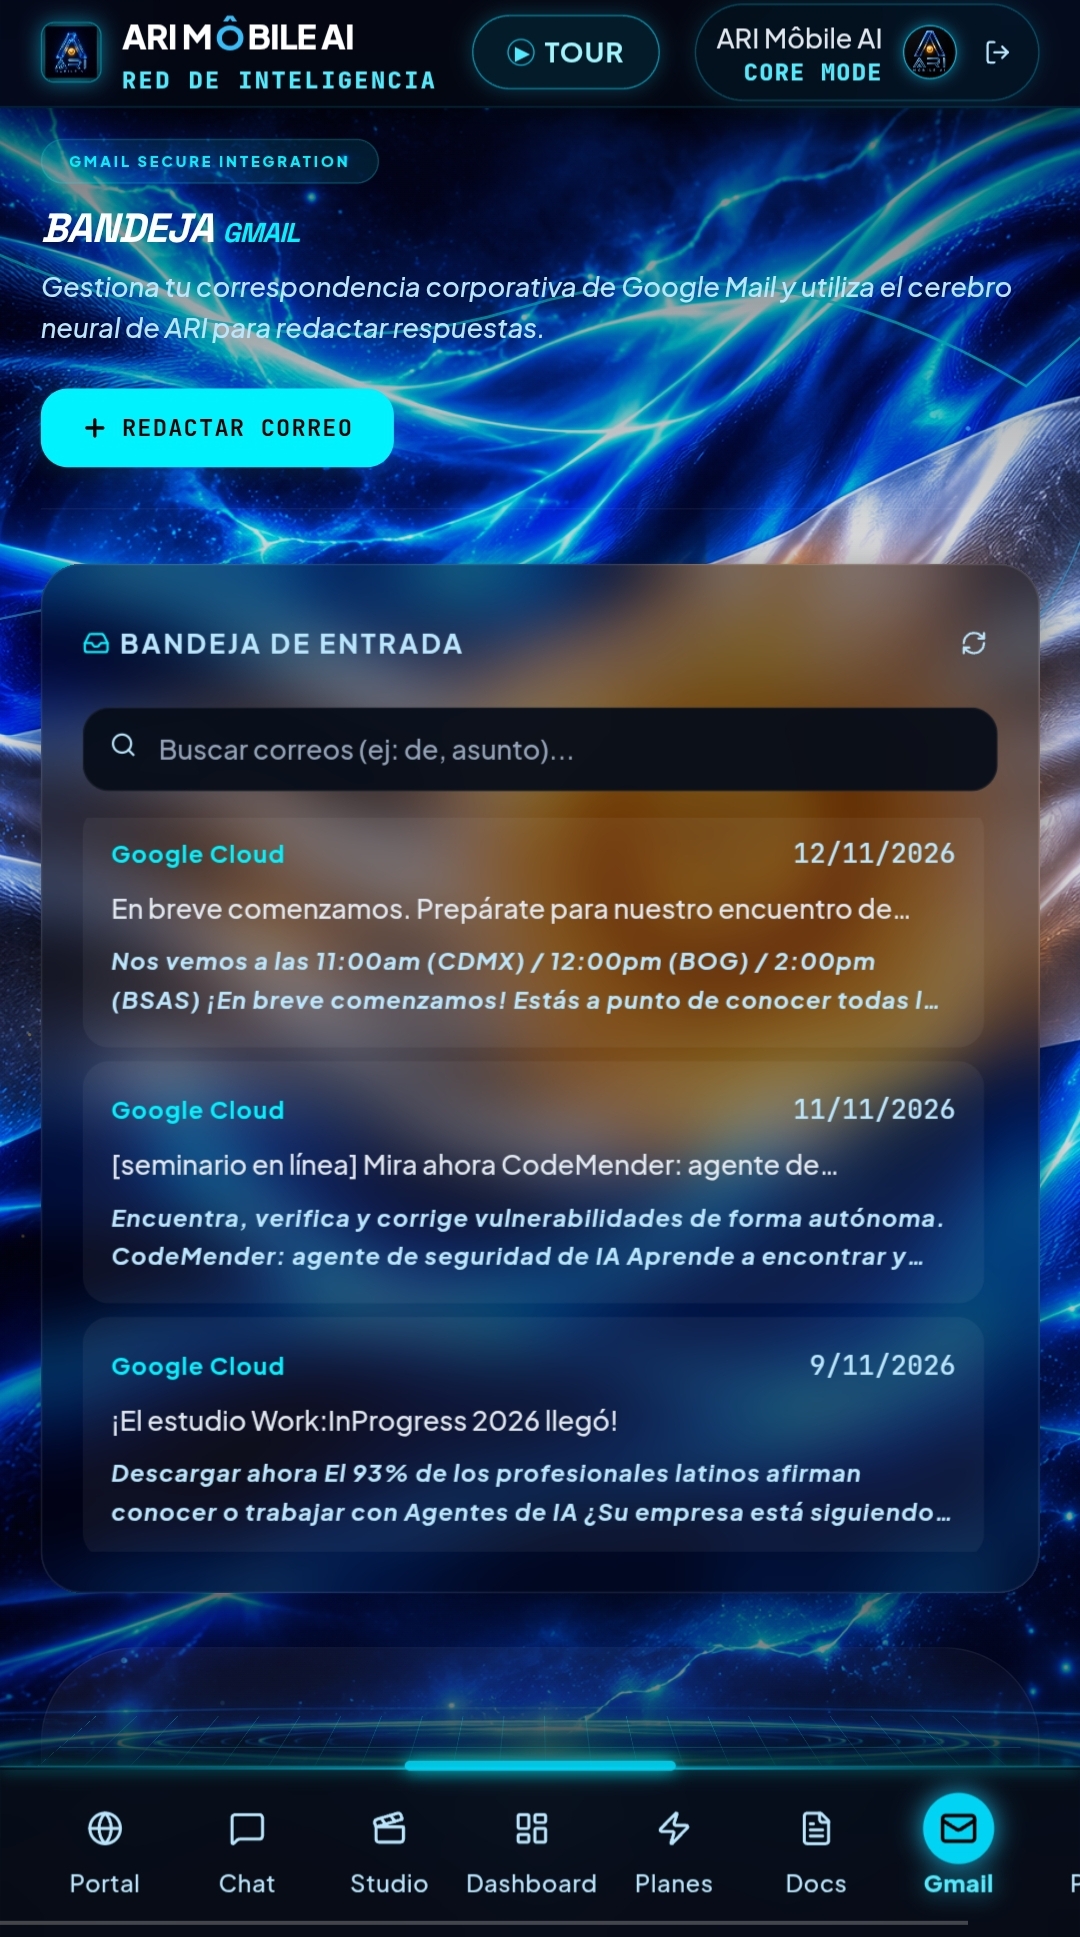 ARI MÔBILE AI
RED DE INTELIGENCIA
TOUR
ARI Môbile AI
CORE MODE
GMAIL SECURE INTEGRATION
BANDEJA GMAIL
Gestiona tu correspondencia corporativa de Google Mail y utiliza el cerebro
neural de ARI para redactar respuestas.
+ REDACTAR CORREO
BANDEJA DE ENTRADA
Buscar correos (ej: de, asunto)...
Google Cloud 12/11/2026
En breve comenzamos. Prepárate para nuestro encuentro de...
Nos vemos a las 11:00am (CDMX) / 12:00pm (BOG) / 2:00pm
(BSAS) ¡En breve comenzamos! Estás a punto de conocer todas l...
Google Cloud 11/11/2026
[seminario en línea] Mira ahora CodeMender: agente de...
Encuentra, verifica y corrige vulnerabilidades de forma autónoma.
CodeMender: agente de seguridad de IA Aprende a encontrar y...
Google Cloud 9/11/2026
¡El estudio Work:InProgress 2026 llegó!
Descargar ahora El 93% de los profesionales latinos afirman
conocer o trabajar con Agentes de IA ¿Su empresa está siguiendo...
Portal Chat Studio Dashboard Planes Docs Gmail